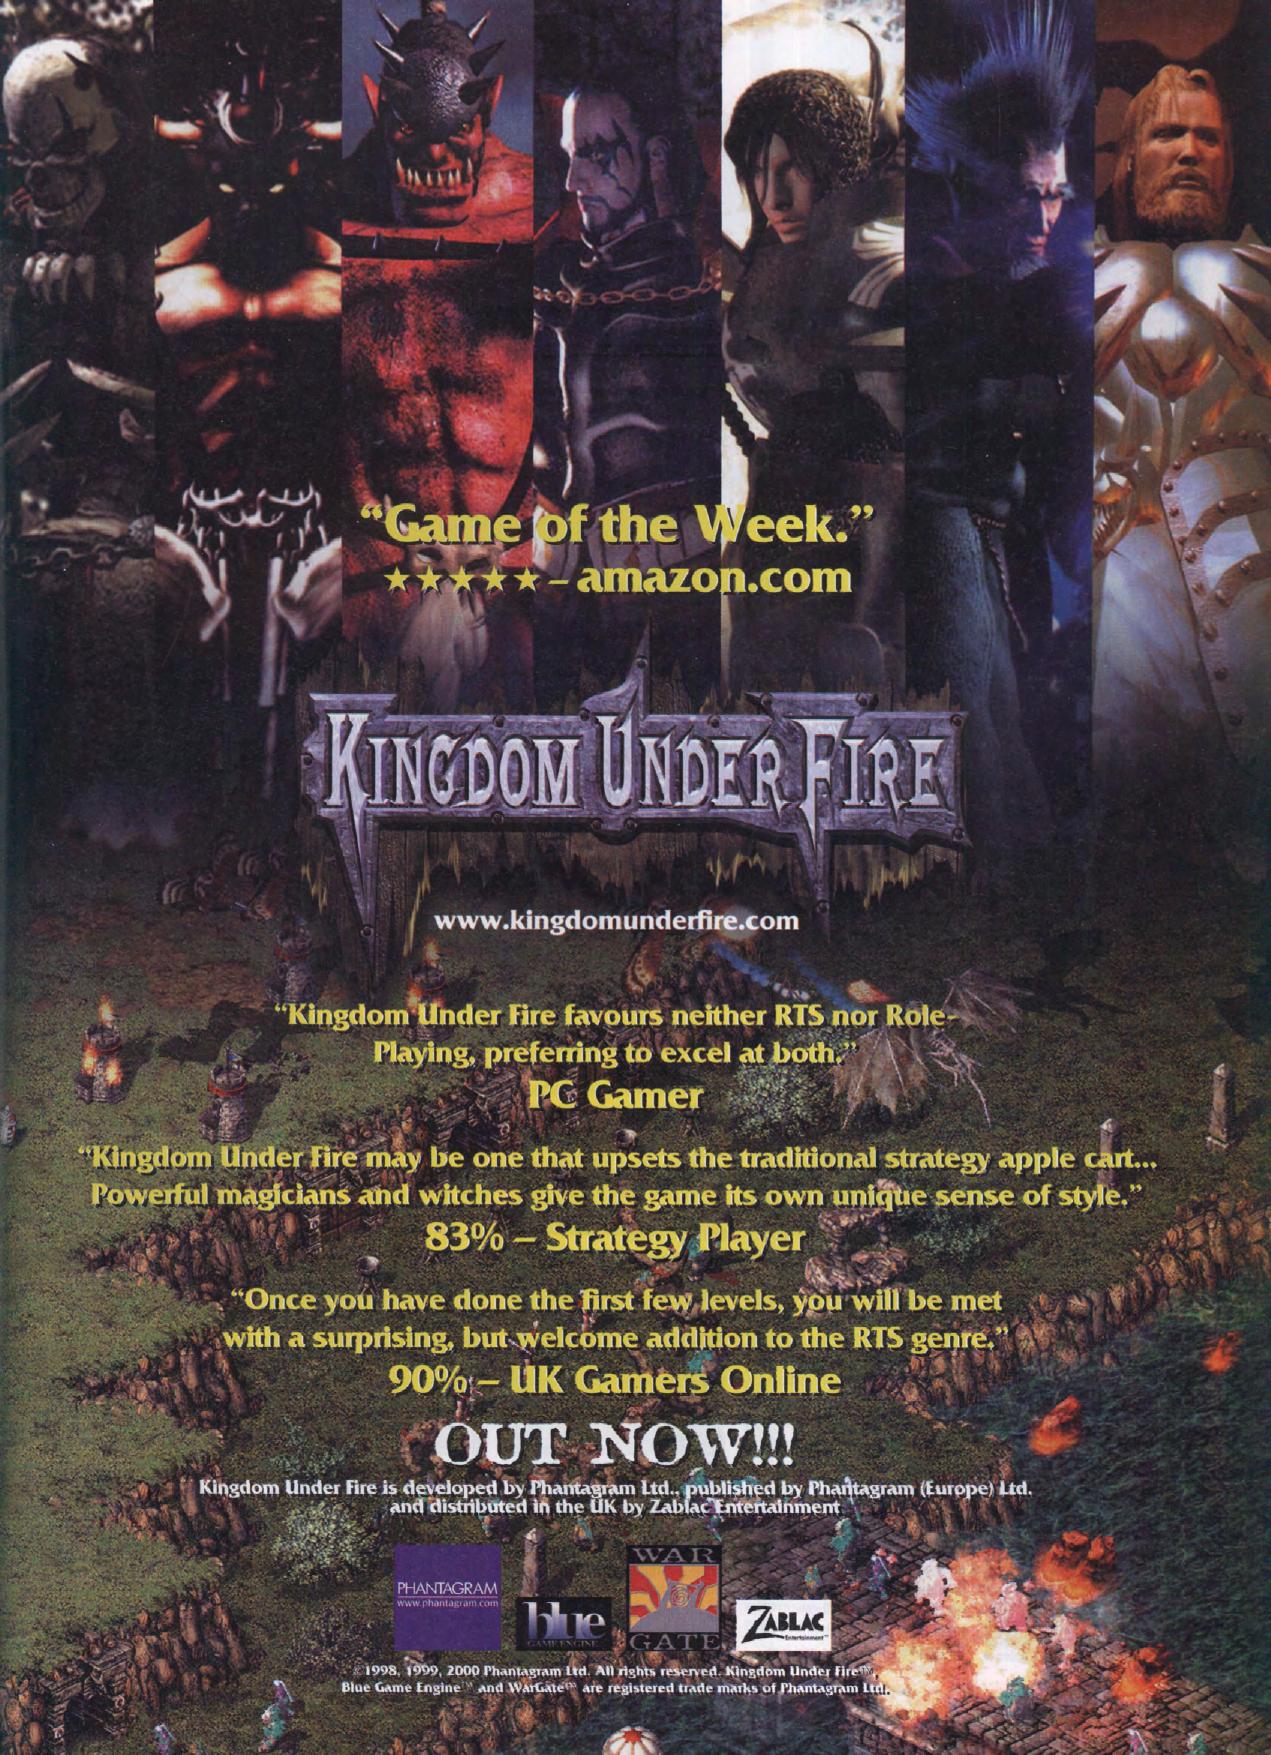 “Game of the Week.”
★★★★★ – amazon.com
KINGDOM UNDER FIRE
www.kingdomunderfire.com
“Kingdom Under Fire favours neither RTS nor Role-
Playing, preferring to excel at both.”
PC Gamer
“Kingdom Under Fire may be one that upsets the traditional strategy apple cart...
Powerful magicians and witches give the game its own unique sense of style.”
83% – Strategy Player
“Once you have done the first few levels, you will be met
with a surprising, but welcome addition to the RTS genre.”
90% – UK Gamers Online
OUT NOW!!!
Kingdom Under Fire is developed by Phantagram Ltd., published by Phantagram (Europe) Ltd.
and distributed in the UK by Zablac Entertainment
PHANTAGRAM
www.phantagram.com
blue
GAME ENGINE
WAR
GATE
ZABLAC
Entertainment™
©1998, 1999, 2000 Phantagram Ltd. All rights reserved. Kingdom Under Fire™,
Blue Game Engine™ and WarGate™ are registered trade marks of Phantagram Ltd.